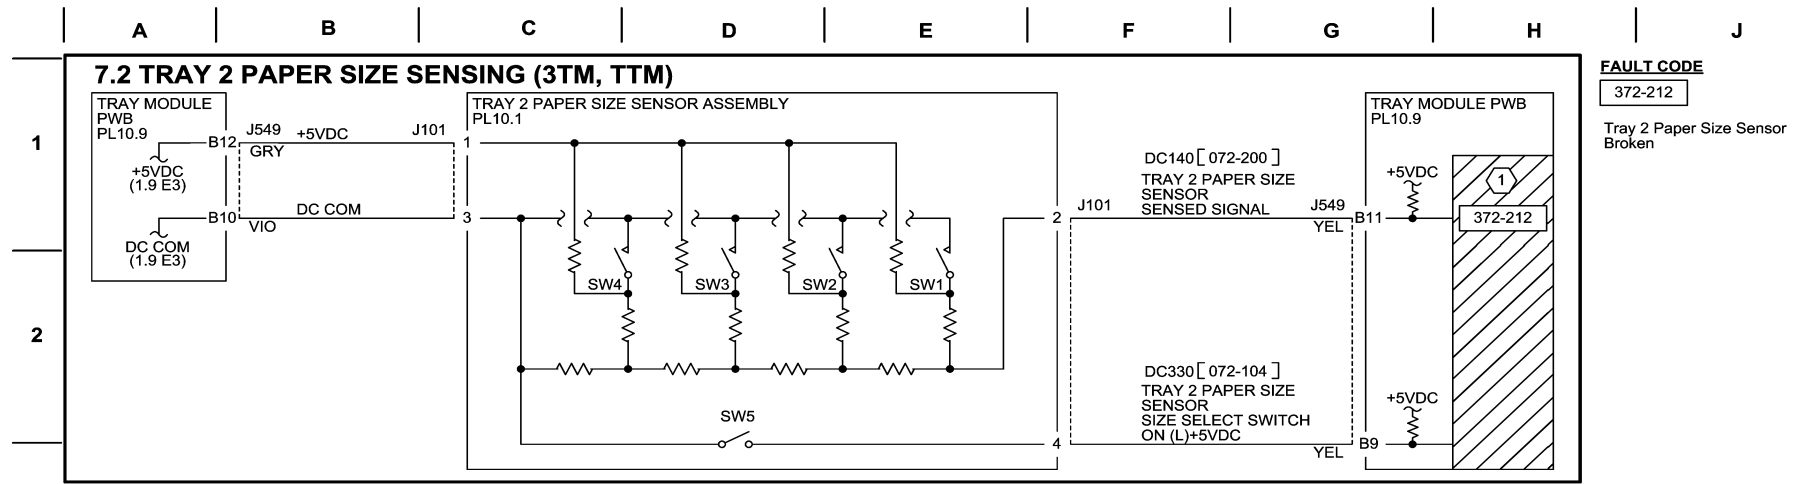 A B C D E F G H J
7.2 TRAY 2 PAPER SIZE SENSING (3TM, TTM)
FAULT CODE
372-212
Tray 2 Paper Size Sensor
Broken
1
2
TRAY MODULE
PWB
PL10.9
+5VDC
(1.9 E3)
DC COM
(1.9 E3)
B12
B10
J549
GRY
+5VDC
J101
DC COM
VIO
TRAY 2 PAPER SIZE SENSOR ASSEMBLY
PL10.1
1
3
SW4
SW3
SW2
SW1
SW5
2
4
J101
DC140 [ 072-200 ]
TRAY 2 PAPER SIZE
SENSOR
SENSED SIGNAL
J549
YEL
DC330 [ 072-104 ]
TRAY 2 PAPER SIZE
SENSOR
SIZE SELECT SWITCH
ON (L)+5VDC
YEL
TRAY MODULE PWB
PL10.9
+5VDC
B11
1
372-212
+5VDC
B9